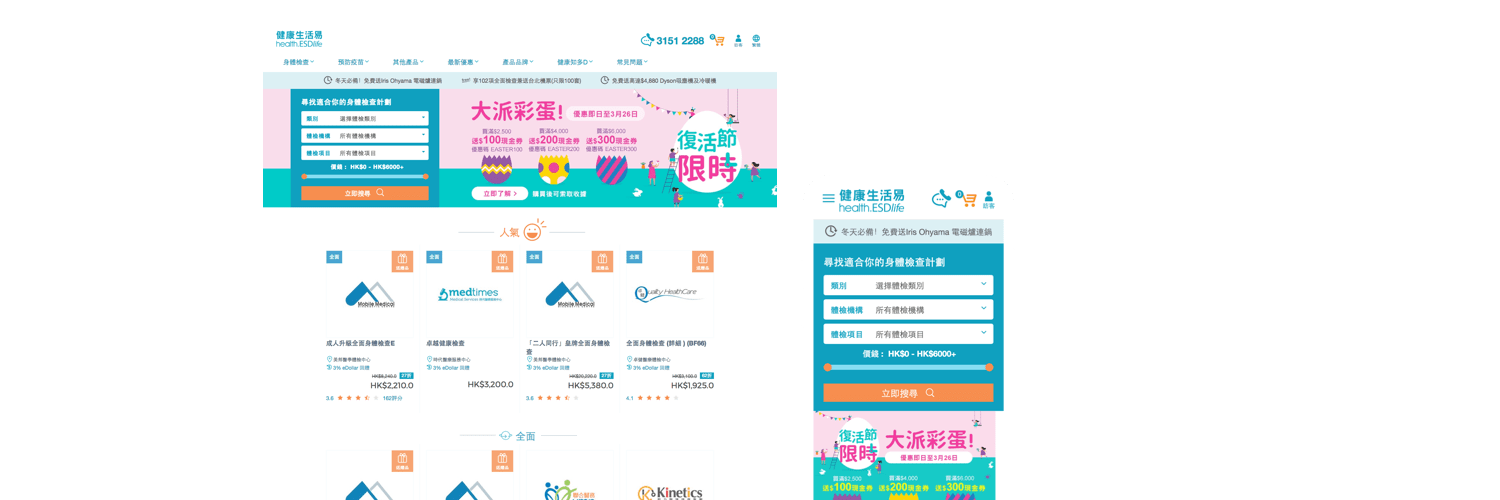 健康生活易
health.ESDlife
3151 2288
0
訪客
繁體
身體檢查
預防疫苗
其他產品
最新優惠
產品品牌
健康知多D
常見問題
冬天必備！免費送Iris Ohyama 電磁爐連鍋
享102項全面檢查兼送台北機票(只限100套)
免費送高達$4,880 Dyson吸塵機及冷暖機
尋找適合你的身體檢查計劃
類別 選擇體檢類別
體檢機構 所有體檢機構
體檢項目 所有體檢項目
價錢 : HK$0 - HK$6000+
立即搜尋
大派彩蛋!
優惠即日至3月26日
買滿$2,500 買滿$4,000 買滿$6,000
送$100現金券 送$200現金券 送$300現金券
優惠碼 EASTER100 優惠碼 EASTER200 優惠碼 EASTER300
立即了解 >
購買後可索取收據
復活節
限時
人氣
全面
送禮品
Mobile Medical
成人升級全面身體檢查E
美邦醫學體檢中心
3% eDollar 回贈
27折
HK$2,210.0
3.6
162評分
送禮品
medtimes
Medical Services
卓越健康檢查
時代醫療服務中心
3% eDollar 回贈
HK$3,200.0
全面
送禮品
Mobile Medical
「二人同行」皇牌全面身體檢查
美邦醫學體檢中心
3% eDollar 回贈
27折
HK$5,380.0
3.6
全面
送禮品
Quality HealthCare
全面身體檢查 (詳細) (BF66)
卓健醫療體檢中心
3% eDollar 回贈
HK$3,100.0
62折
HK$1,925.0
4.1
全面
送禮品
送禮品
聯合醫務
Kinetics
健康生活易
health.ESDlife
0
訪客
冬天必備！免費送Iris Ohyama 電磁爐連鍋
尋找適合你的身體檢查計劃
類別 選擇體檢類別
體檢機構 所有體檢機構
體檢項目 所有體檢項目
價錢 : HK$0 - HK$6000+
立即搜尋
復活節
限時
大派彩蛋!
優惠即日至3月26日
買滿$2,500 買滿$4,000 買滿$6,000
送$100現金券 送$200現金券 送$300現金券